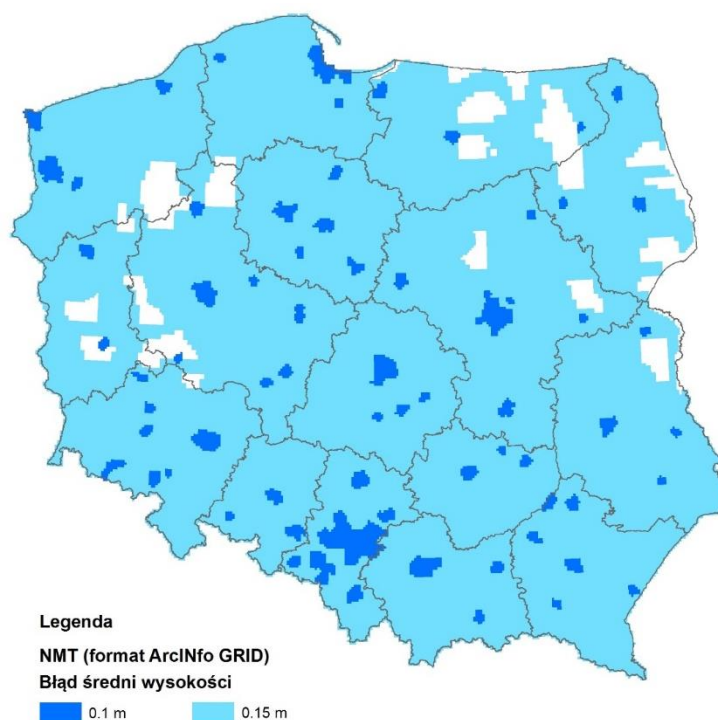 Legenda
NMT (format ArcINfo GRID)
Błąd średni wysokości
0.1 m 0.15 m